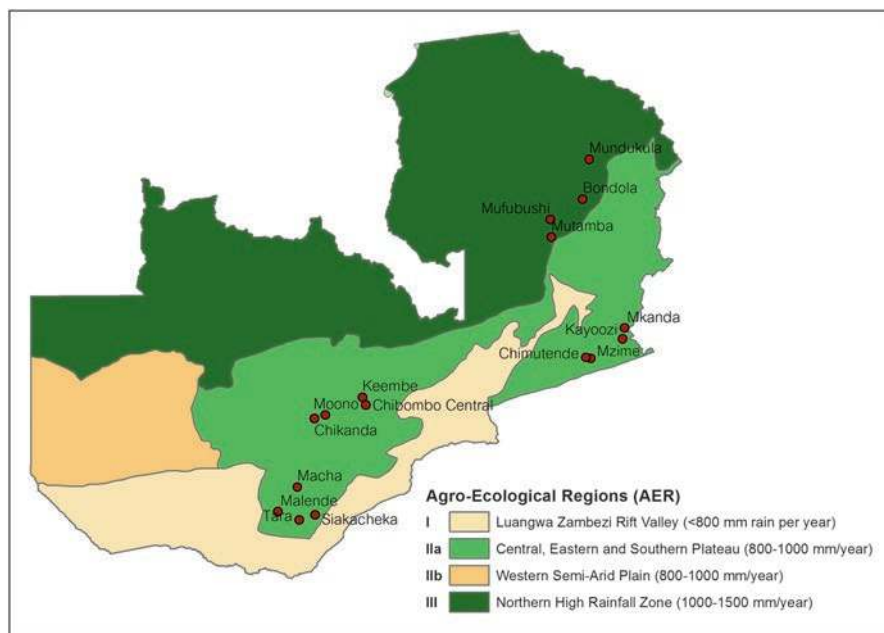 Mundukula
Bondola
Mufubushi
Mutamba
Mkanda
Kayoozi
Chimutende
Mzime
Keembe
Moono
Chibombo Central
Chikanda
Macha
Malende
Tara
Siakacheka
Agro-Ecological Regions (AER)
I Luangwa Zambezi Rift Valley (<800 mm rain per year)
IIa Central, Eastern and Southern Plateau (800-1000 mm/year)
IIb Western Semi-Arid Plain (800-1000 mm/year)
III Northern High Rainfall Zone (1000-1500 mm/year)